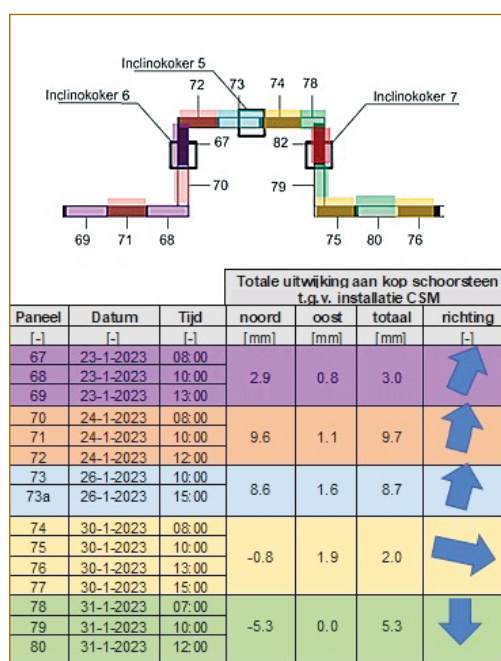 Inclinokoker 5
72 73 74 78
Inclinokoker 6
Inclinokoker 7
67 82
70 79
69 71 68 75 80 76
Totale uitwijking aan kop schoorsteen
t.g.v. installatie CSM
Paneel Datum Tijd noord oost totaal richting
[-] [-] [-] [mm] [mm] [mm] [-]
67 23-1-2023 08:00
68 23-1-2023 10:00 2.9 0.8 3.0
69 23-1-2023 13:00
70 24-1-2023 08:00
71 24-1-2023 10:00 9.6 1.1 9.7
72 24-1-2023 12:00
73 26-1-2023 10:00 8.6 1.6 8.7
73a 26-1-2023 15:00
74 30-1-2023 08:00
75 30-1-2023 10:00 -0.8 1.9 2.0
76 30-1-2023 13:00
77 30-1-2023 15:00
78 31-1-2023 07:00
79 31-1-2023 10:00 -5.3 0.0 5.3
80 31-1-2023 12:00